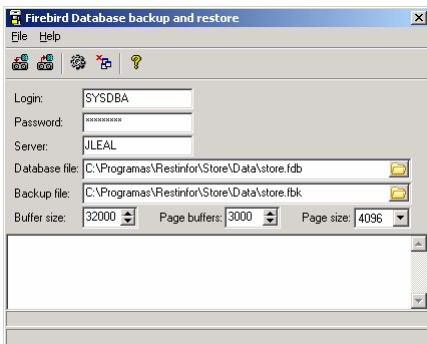 Firebird Database backup and restore
File Help
Login: SYSDBA
Password: xxxxxxxxx
Server: JLEAL
Database file: C:\Programas\Restinfor\Store\Data\store.fdb
Backup file: C:\Programas\Restinfor\Store\Data\store.fbk
Buffer size: 32000 Page buffers: 3000 Page size: 4096